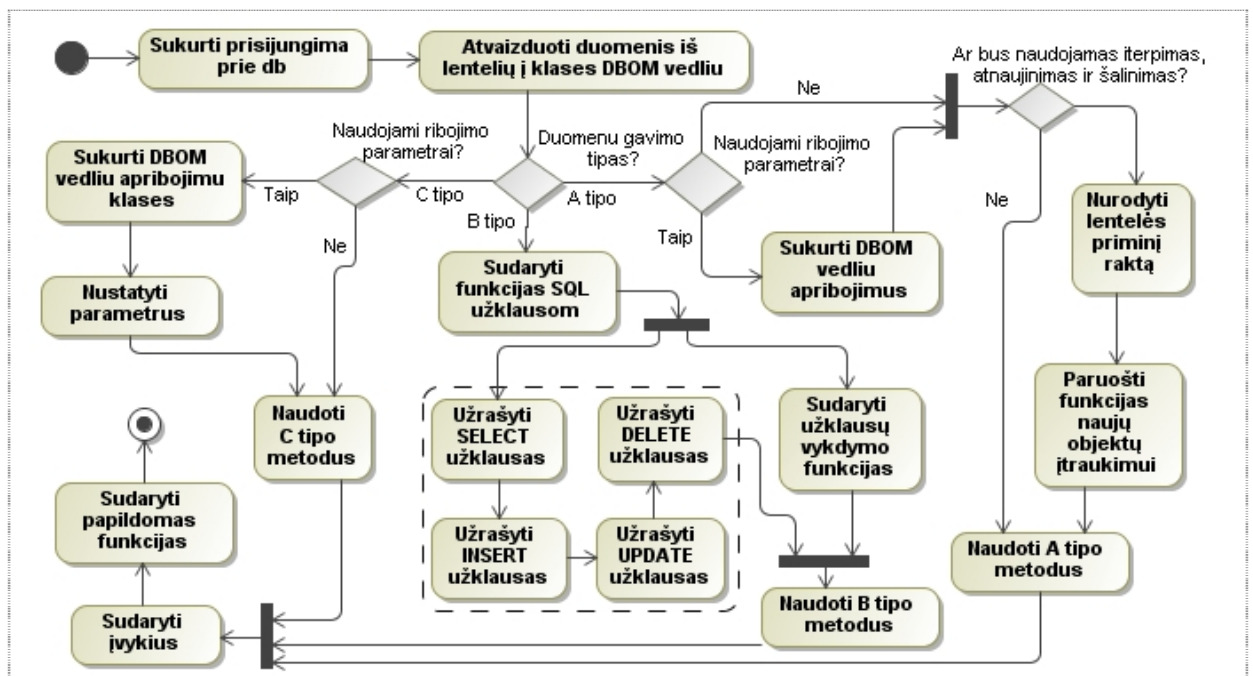 Sukurti prisijungima
prie db
Atvaizduoti duomenis iš
lentelių į klases DBOM vedliu
Ar bus naudojamas iterpimas,
atnaujinimas ir šalinimas?
Ne
Naudojami ribojimo
parametrai?
Duomenu gavimo
tipas?
Naudojami ribojimo
parametrai?
Sukurti DBOM
vedliu apribojimu
klases
Taip
C tipo
A tipo
B tipo
Ne
Taip
Ne
Nurodyti
lentelės
priminį
raktą
Sukurti DBOM
vedliu
apribojimus
Sudaryti
funkcijas SQL
užklausom
Nustatyti
parametrus
Paruošti
funkcijas
naujų
objektų
įtraukimui
Naudoti
C tipo
metodus
Užrašyti
SELECT
užklausas
Užrašyti
DELETE
užklausas
Sudaryti
užklausų
vykdymo
funkcijas
Sudaryti
papildomas
funkcijas
Užrašyti
INSERT
užklausas
Užrašyti
UPDATE
užklausas
Naudoti A tipo
metodus
Naudoti B tipo
metodus
Sudaryti
įvykius